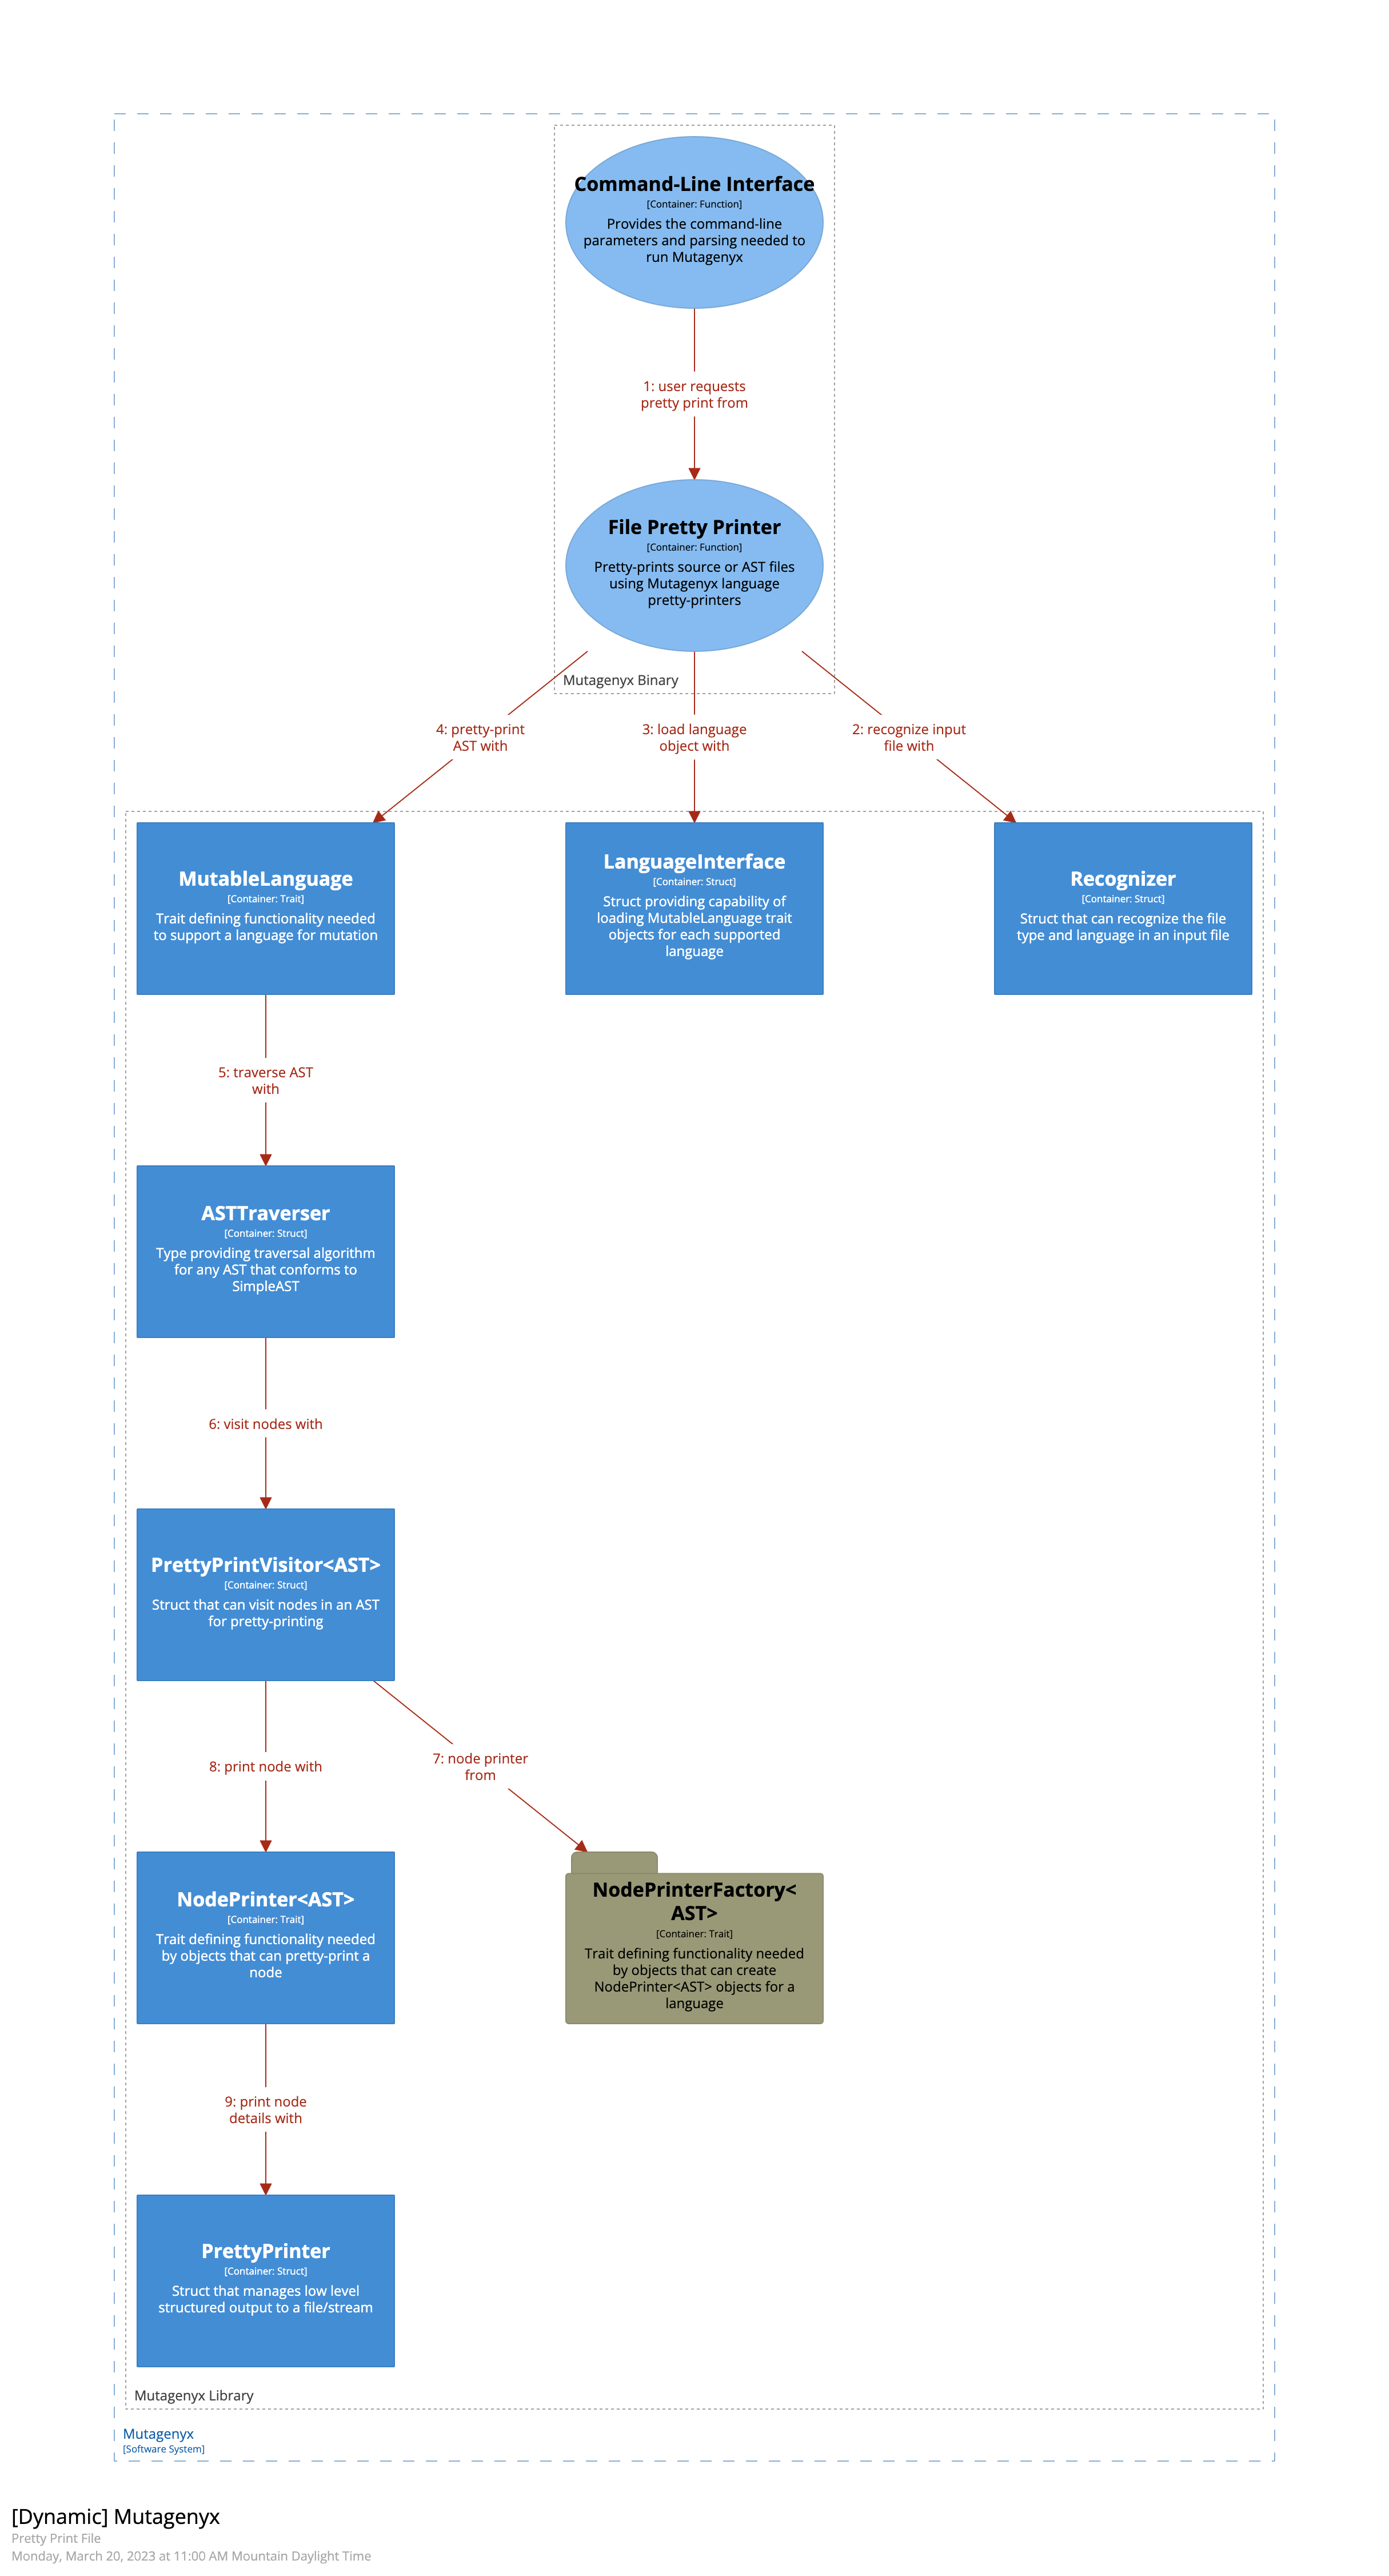 Command-Line Interface
[Container: Function]
Provides the command-line
parameters and parsing needed to
run Mutagenyx
1: user requests
pretty print from
File Pretty Printer
[Container: Function]
Pretty-prints source or AST files
using Mutagenyx language
pretty-printers
Mutagenyx Binary
4: pretty-print
AST with
3: load language
object with
2: recognize input
file with
MutableLanguage
[Container: Trait]
Trait defining functionality needed
to support a language for mutation
LanguageInterface
[Container: Struct]
Struct providing capability of
loading MutableLanguage trait
objects for each supported
language
Recognizer
[Container: Struct]
Struct that can recognize the file
type and language in an input file
5: traverse AST
with
ASTTraverser
[Container: Struct]
Type providing traversal algorithm
for any AST that conforms to
SimpleAST
6: visit nodes with
PrettyPrintVisitor<AST>
[Container: Struct]
Struct that can visit nodes in an AST
for pretty-printing
8: print node with
7: node printer
from
NodePrinter<AST>
[Container: Trait]
Trait defining functionality needed
by objects that can pretty-print a
node
NodePrinterFactory<
AST>
[Container: Trait]
Trait defining functionality needed
by objects that can create
NodePrinter<AST> objects for a
language
9: print node
details with
PrettyPrinter
[Container: Struct]
Struct that manages low level
structured output to a file/stream
Mutagenyx Library
Mutagenyx
[Software System]
[Dynamic] Mutagenyx
Pretty Print File
Monday, March 20, 2023 at 11:00 AM Mountain Daylight Time